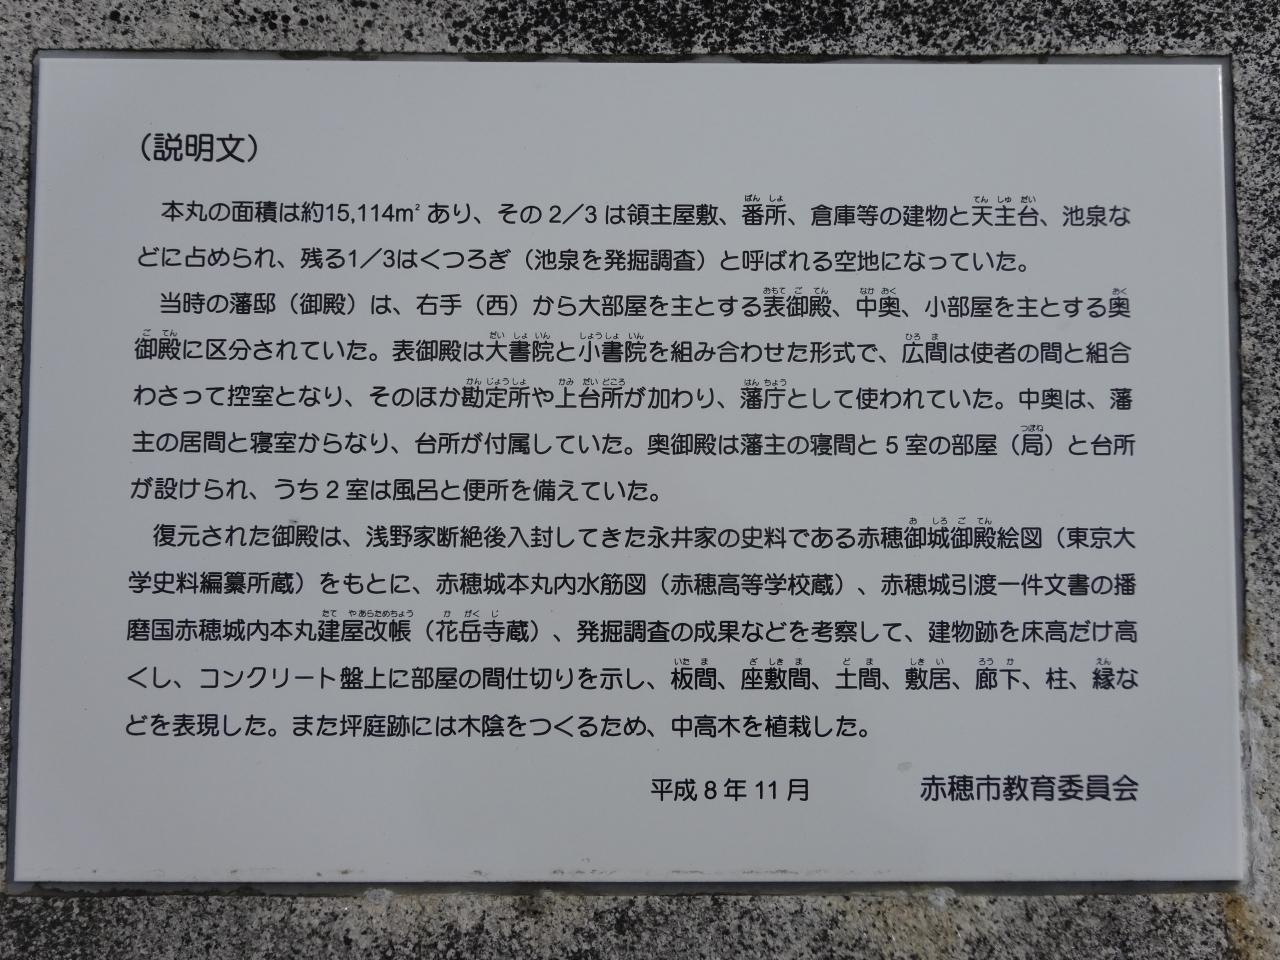 （説明文）
本丸の面積は約15,114㎡あり、その２／３は領主屋敷、番所、倉庫等の建物と天主台、池泉な
どに占められ、残る1／3はくつろぎ（池泉を発掘調査）と呼ばれる空地になっていた。
当時の藩邸（御殿）は、右手（西）から大部屋を主とする表御殿、中奥、小部屋を主とする奥
御殿に区分されていた。表御殿は大書院と小書院を組み合わせた形式で、広間は使者の間と組合
わさって控室となり、そのほか勘定所や上台所が加わり、藩庁として使われていた。中奥は、藩
主の居間と寝室からなり、台所が付属していた。奥御殿は藩主の寝間と５室の部屋（局）と台所
が設けられ、うち２室は風呂と便所を備えていた。
復元された御殿は、浅野家断絶後入封してきた永井家の史料である赤穂御城御殿絵図（東京大
学史料編纂所蔵）をもとに、赤穂城本丸内水筋図（赤穂高等学校蔵）、赤穂城引渡一件文書の播
磨国赤穂城内本丸建屋改帳（花岳寺蔵）、発掘調査の成果などを考察して、建物跡を床高だけ高
くし、コンクリート盤上に部屋の間仕切りを示し、板間、座敷間、土間、敷居、廊下、柱、縁な
どを表現した。また坪庭跡には木陰をつくるため、中高木を植栽した。
平成８年11月　赤穂市教育委員会